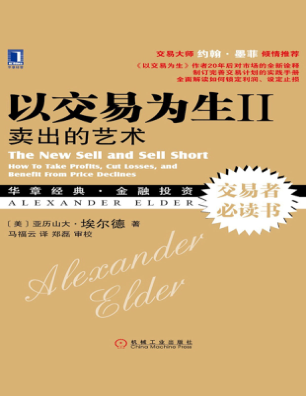 华章经管
交易大师 约翰·墨菲 倾情推荐
《以交易为生》作者20年后对市场的全新诠释
制订完善交易计划的实践手册
全面解读如何锁定利润、设定止损
以交易为生II
卖出的艺术
The New Sell and Sell Short
How To Take Profits, Cut Losses, and
Benefit From Price Declines
华章经典·金融投资
ALEXANDER ELDER
交易者
必读书
(美) 亚历山大·埃尔德
马福云 译 郑磊 审校
Alexander
Elder
机械工业出版社
China Machine Press